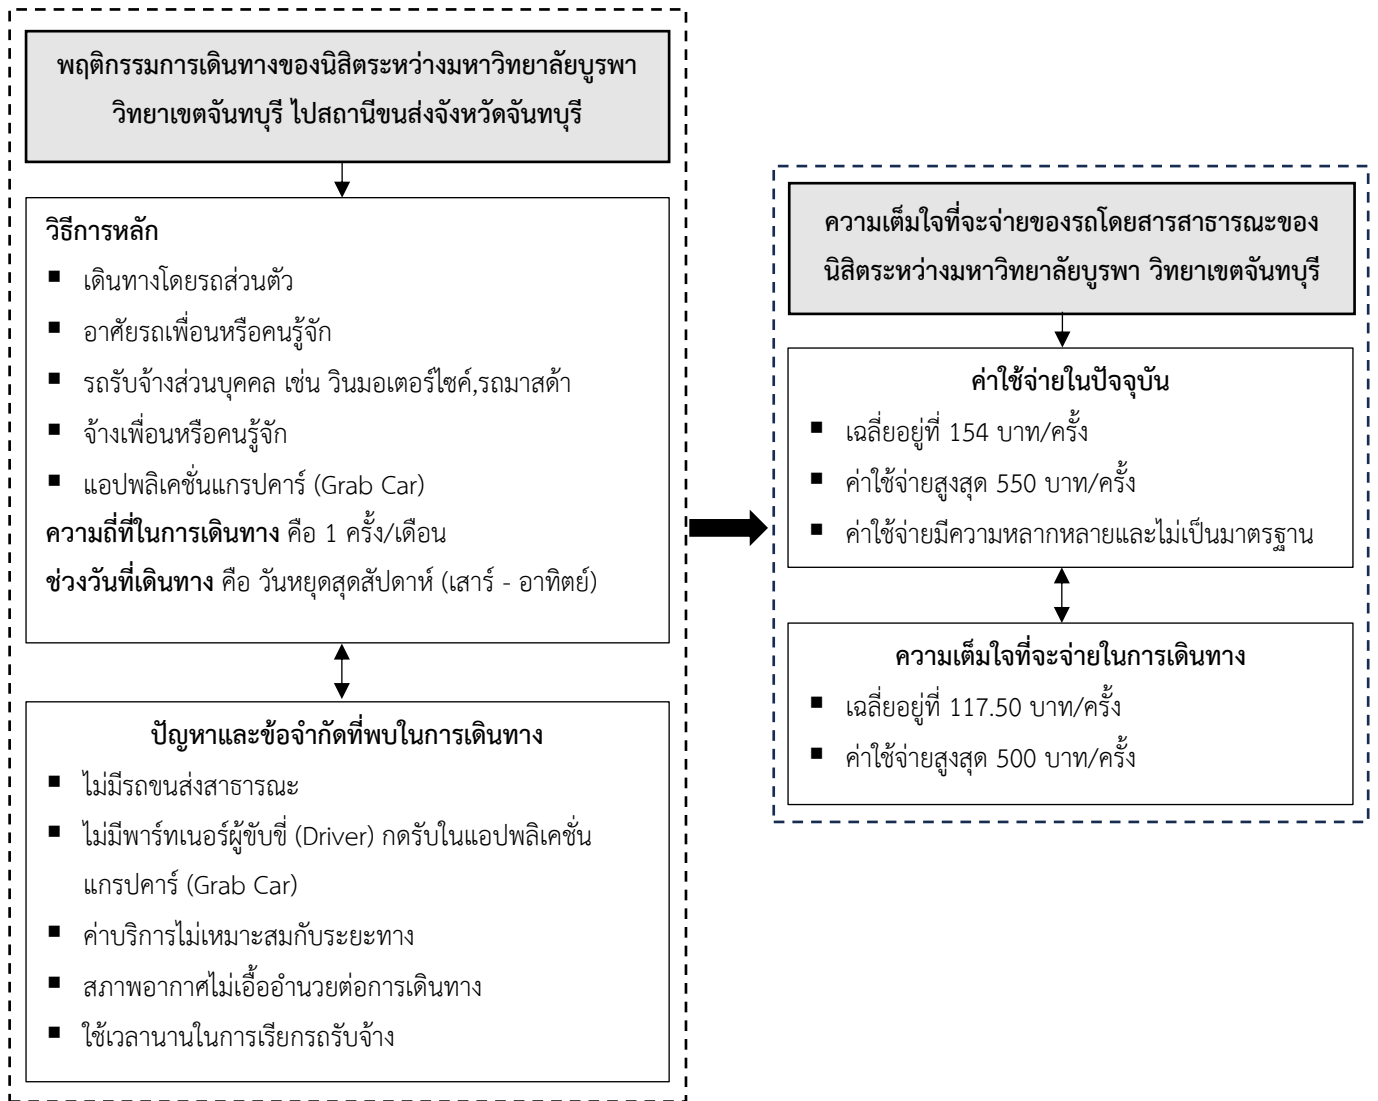 พฤติกรรมการเดินทางของนิสิตระหว่างมหาวิทยาลัยบูรพา
วิทยาเขตจันทบุรี ไปสถานีขนส่งจังหวัดจันทบุรี
วิธีการหลัก
▪ เดินทางโดยรถส่วนตัว
▪ อาศัยรถเพื่อนหรือคนรู้จัก
▪ รถรับจ้างส่วนบุคคล เช่น วินมอเตอร์ไซค์,รถมาสด้า
▪ จ้างเพื่อนหรือคนรู้จัก
▪ แอปพลิเคชั่นแกรปคาร์ (Grab Car)
ความถี่ที่ในการเดินทาง คือ 1 ครั้ง/เดือน
ช่วงวันที่เดินทาง คือ วันหยุดสุดสัปดาห์ (เสาร์ - อาทิตย์)
ปัญหาและข้อจำกัดที่พบในการเดินทาง
▪ ไม่มีรถขนส่งสาธารณะ
▪ ไม่มีพาร์ทเนอร์ผู้ขับขี่ (Driver) กดรับในแอปพลิเคชั่น
แกรปคาร์ (Grab Car)
▪ ค่าบริการไม่เหมาะสมกับระยะทาง
▪ สภาพอากาศไม่เอื้ออำนวยต่อการเดินทาง
▪ ใช้เวลานานในการเรียกรถรับจ้าง
ความเต็มใจที่จะจ่ายของรถโดยสารสาธารณะของ
นิสิตระหว่างมหาวิทยาลัยบูรพา วิทยาเขตจันทบุรี
ค่าใช้จ่ายในปัจจุบัน
▪ เฉลี่ยอยู่ที่ 154 บาท/ครั้ง
▪ ค่าใช้จ่ายสูงสุด 550 บาท/ครั้ง
▪ ค่าใช้จ่ายมีความหลากหลายและไม่เป็นมาตรฐาน
ความเต็มใจที่จะจ่ายในการเดินทาง
▪ เฉลี่ยอยู่ที่ 117.50 บาท/ครั้ง
▪ ค่าใช้จ่ายสูงสุด 500 บาท/ครั้ง